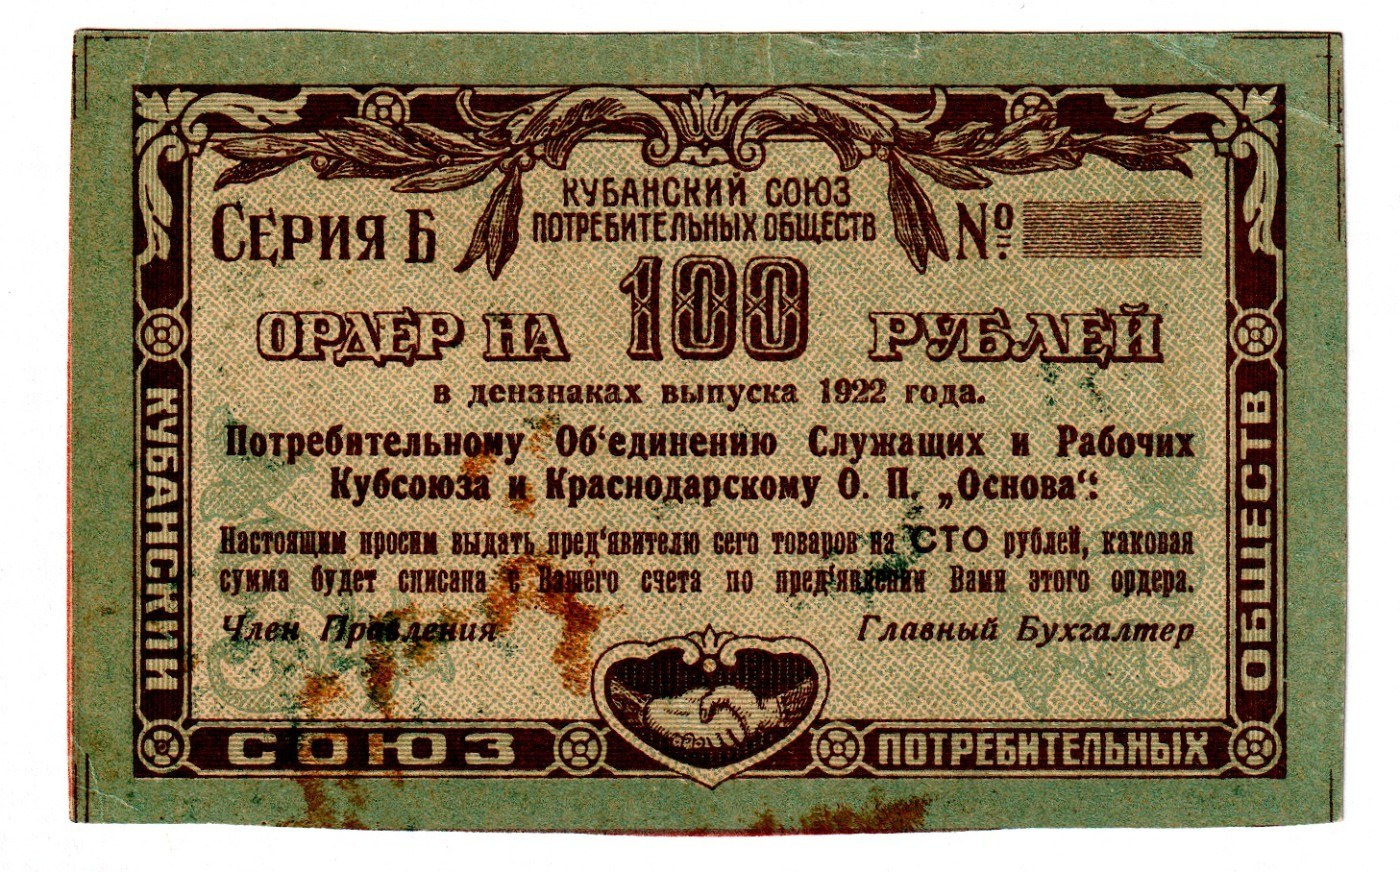 КУБАНСКИЙ СОЮЗ
ПОТРЕБИТЕЛЬНЫХ ОБЩЕСТВ
СЕРИЯ Б
№
ОРДЕР НА 100 РУБЛЕЙ
в дензнаках выпуска 1922 года.
Потребительному Об‘единению Служащих и Рабочих
Кубсоюза и Краснодарскому О. П. „Основа“:
Настоящим просим выдать пред‘явителю сего товаров на СТО рублей, каковая
сумма будет списана с Вашего счета по пред‘явлении Вами этого ордера.
Член Правления
Главный Бухгалтер
КУБАНСКИЙ
СОЮЗ
ПОТРЕБИТЕЛЬНЫХ
ОБЩЕСТВ